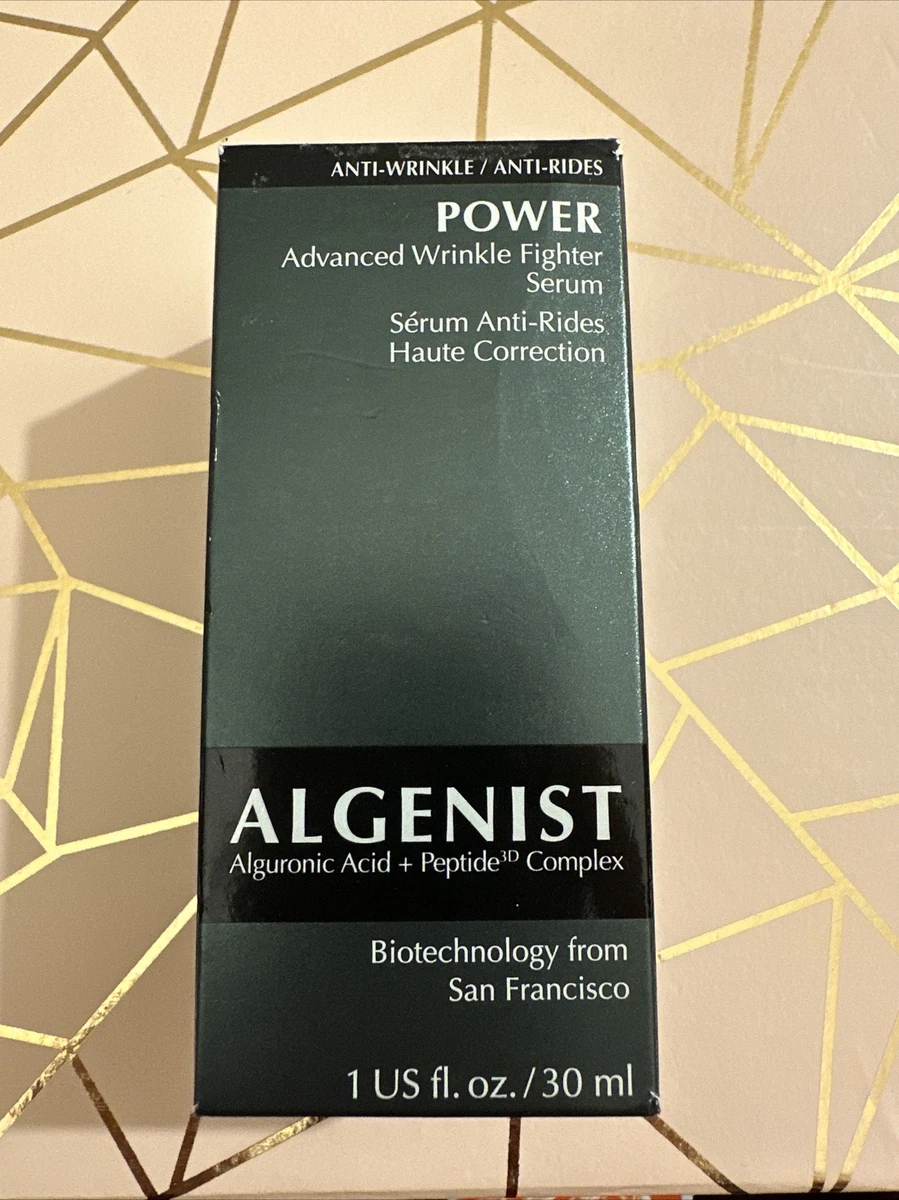 ANTI-WRINKLE / ANTI-RIDES
POWER
Advanced Wrinkle Fighter
Serum
Sérum Anti-Rides
Haute Correction
ALGENIST
Alguronic Acid + Peptide³ᴰ Complex
Biotechnology from
San Francisco
1 US fl. oz. / 30 ml